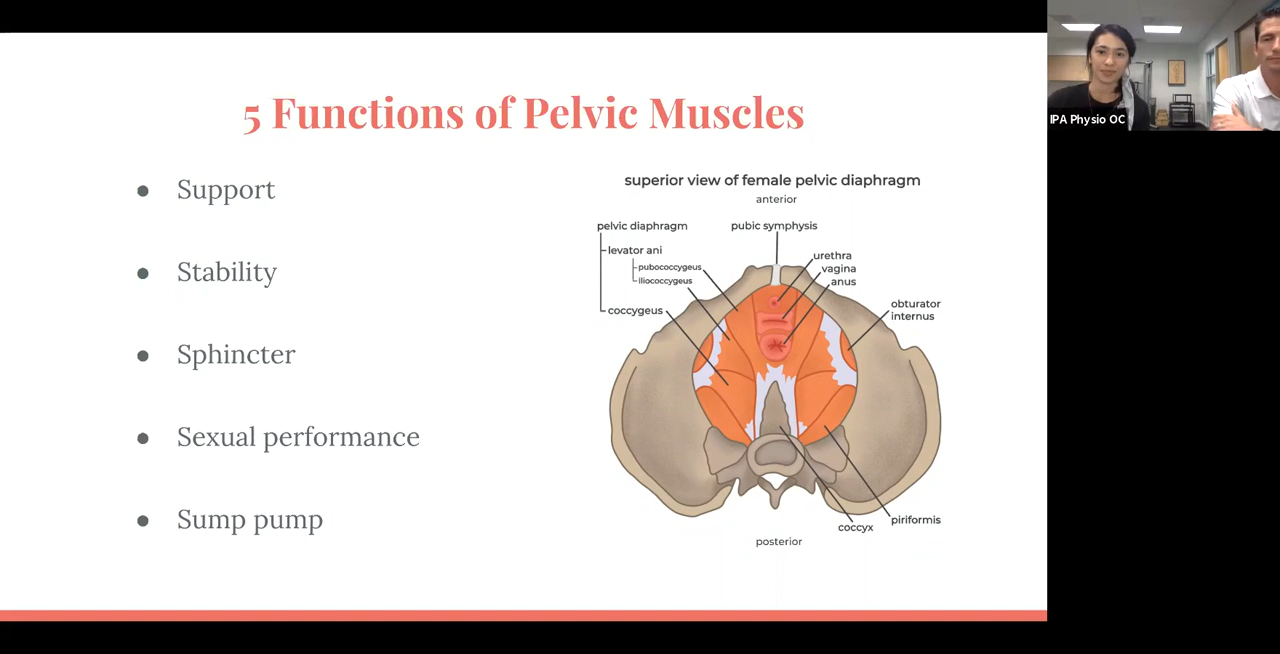 5 Functions of Pelvic Muscles
● Support
● Stability
● Sphincter
● Sexual performance
● Sump pump
superior view of female pelvic diaphragm
anterior
pelvic diaphragm
pubic symphysis
levator ani
pubococcygeus
iliococcygeus
coccygeus
urethra
vagina
anus
obturator
internus
piriformis
coccyx
posterior
IPA Physio OC